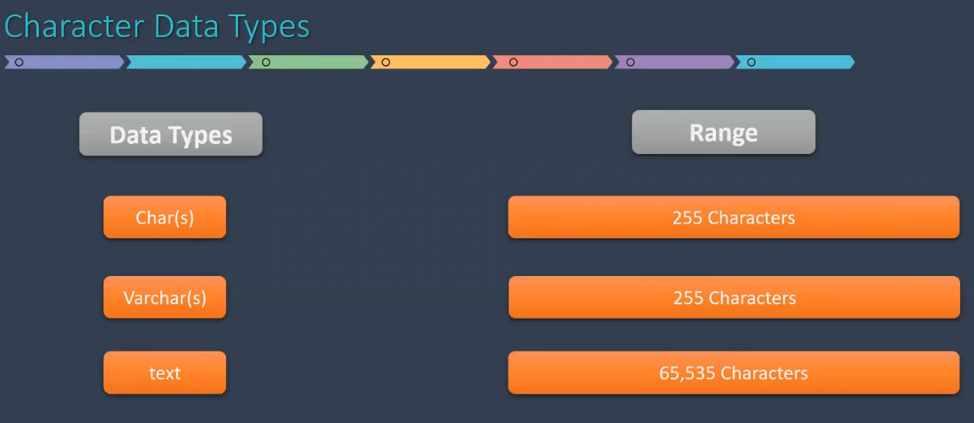 Character Data Types
Data Types
Range
Char(s)
255 Characters
Varchar(s)
255 Characters
text
65,535 Characters